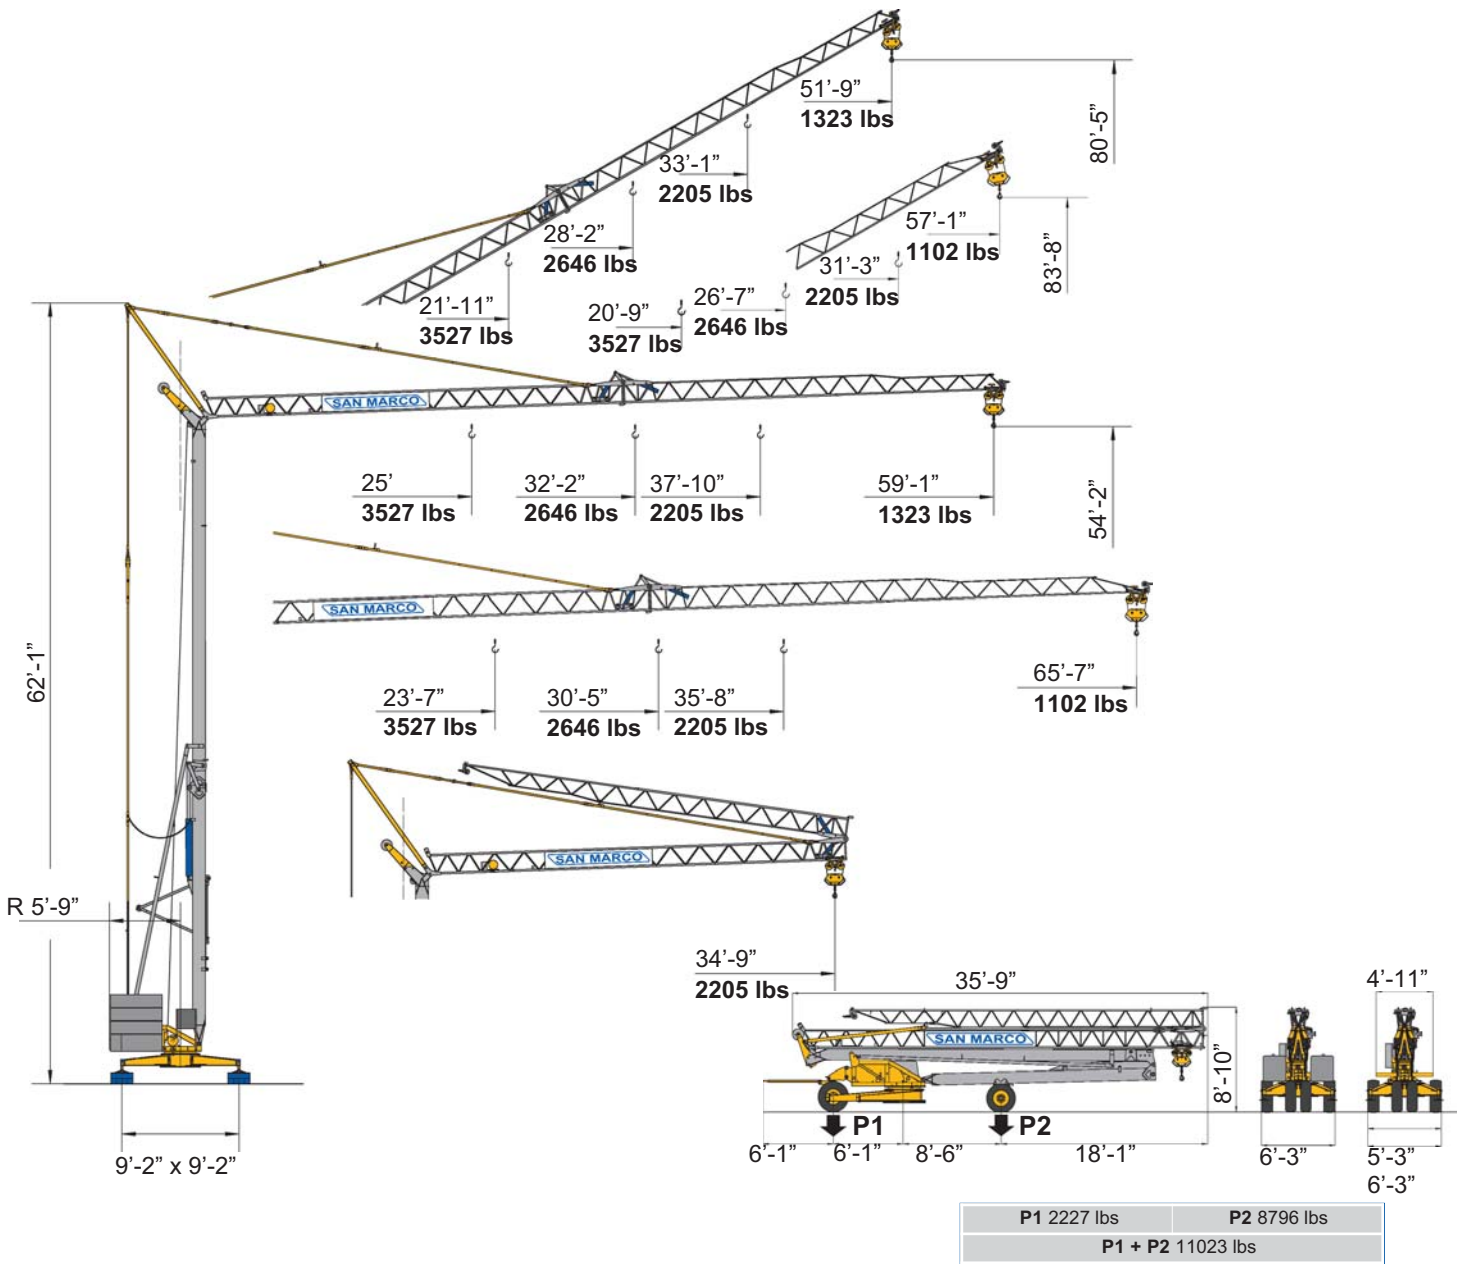 51’-9”
1323 lbs
80’-5”
33’-1”
2205 lbs
28’-2”
2646 lbs
21’-11”
3527 lbs
57’-1”
1102 lbs
83’-8”
31’-3”
2205 lbs
26’-7”
2646 lbs
20’-9”
3527 lbs
SAN MARCO
25’
3527 lbs
32’-2”
2646 lbs
37’-10”
2205 lbs
59’-1”
1323 lbs
54’-2”
SAN MARCO
23’-7”
3527 lbs
30’-5”
2646 lbs
35’-8”
2205 lbs
65’-7”
1102 lbs
62’-1”
SAN MARCO
R 5’-9”
34’-9”
2205 lbs
9’-2” x 9’-2”
35’-9”
SAN MARCO
8’-10”
4’-11”
P1
P2
6’-1”
6’-1”
8’-6”
18’-1”
6’-3”
5’-3”
6’-3”
P1 2227 lbs
P2 8796 lbs
P1 + P2 11023 lbs